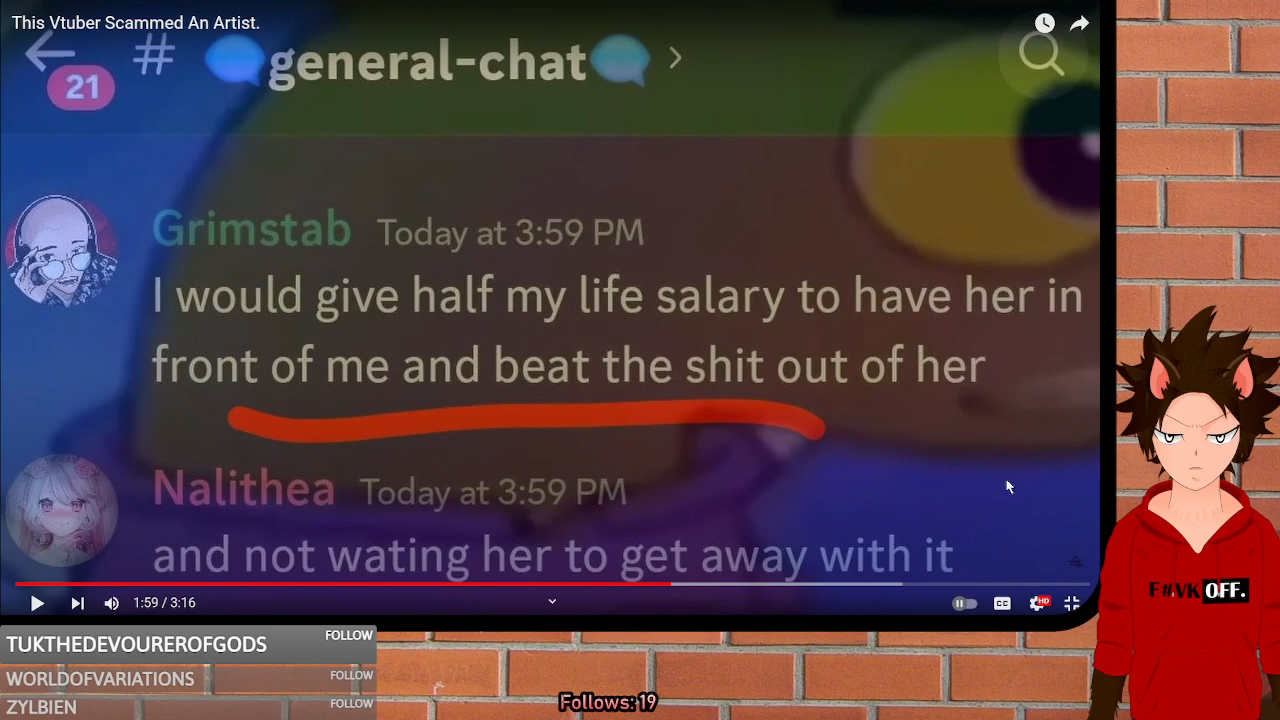 This Vtuber Scammed An Artist.
21
# general-chat >
Grimstab Today at 3:59 PM
I would give half my life salary to have her in
front of me and beat the shit out of her
Nalithea Today at 3:59 PM
and not wating her to get away with it
1:59 / 3:16
CC
HD
F#VK OFF.
TUKTHEDEVOUREROFGODS FOLLOW
WORLDOFVARIATIONS FOLLOW
ZYLBIEN FOLLOW
Follows: 19